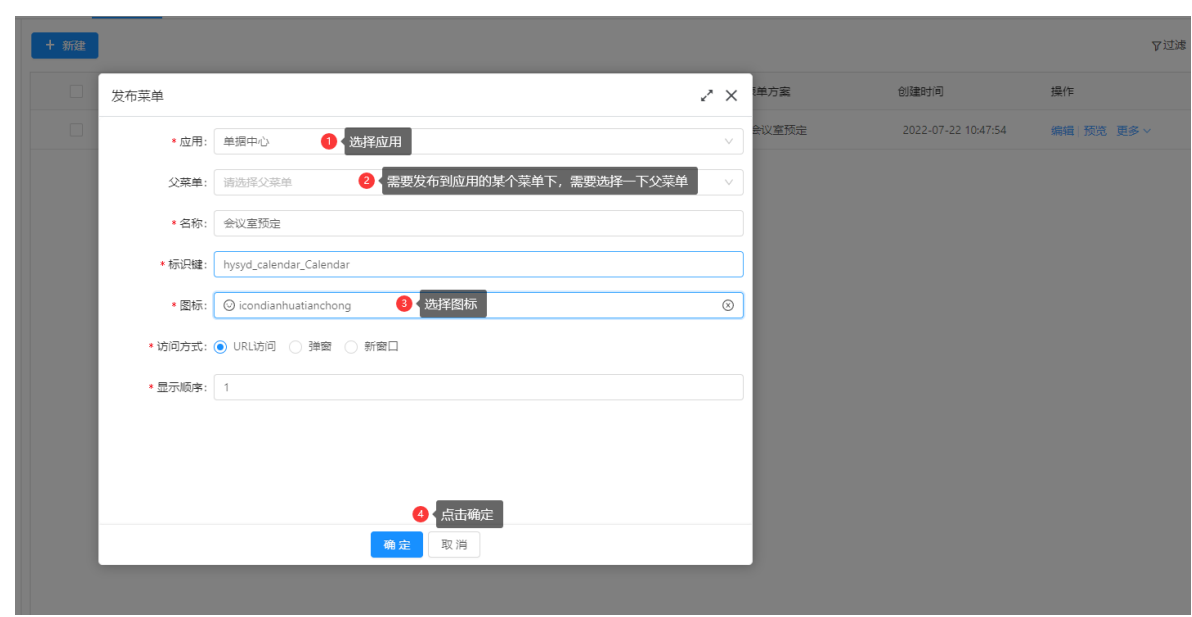 + 新建
过滤
单方案
创建时间
操作
会议室预定
2022-07-22 10:47:54
编辑 预览 更多
发布菜单
* 应用: 单据中心
1 选择应用
父菜单: 请选择父菜单
2 需要发布到应用的某个菜单下，需要选择一下父菜单
* 名称: 会议室预定
* 标识键: hysyd_calendar_Calendar
* 图标: icondianhuatianchong
3 选择图标
* 访问方式: URL访问 弹窗 新窗口
* 显示顺序: 1
4 点击确定
确定 取消